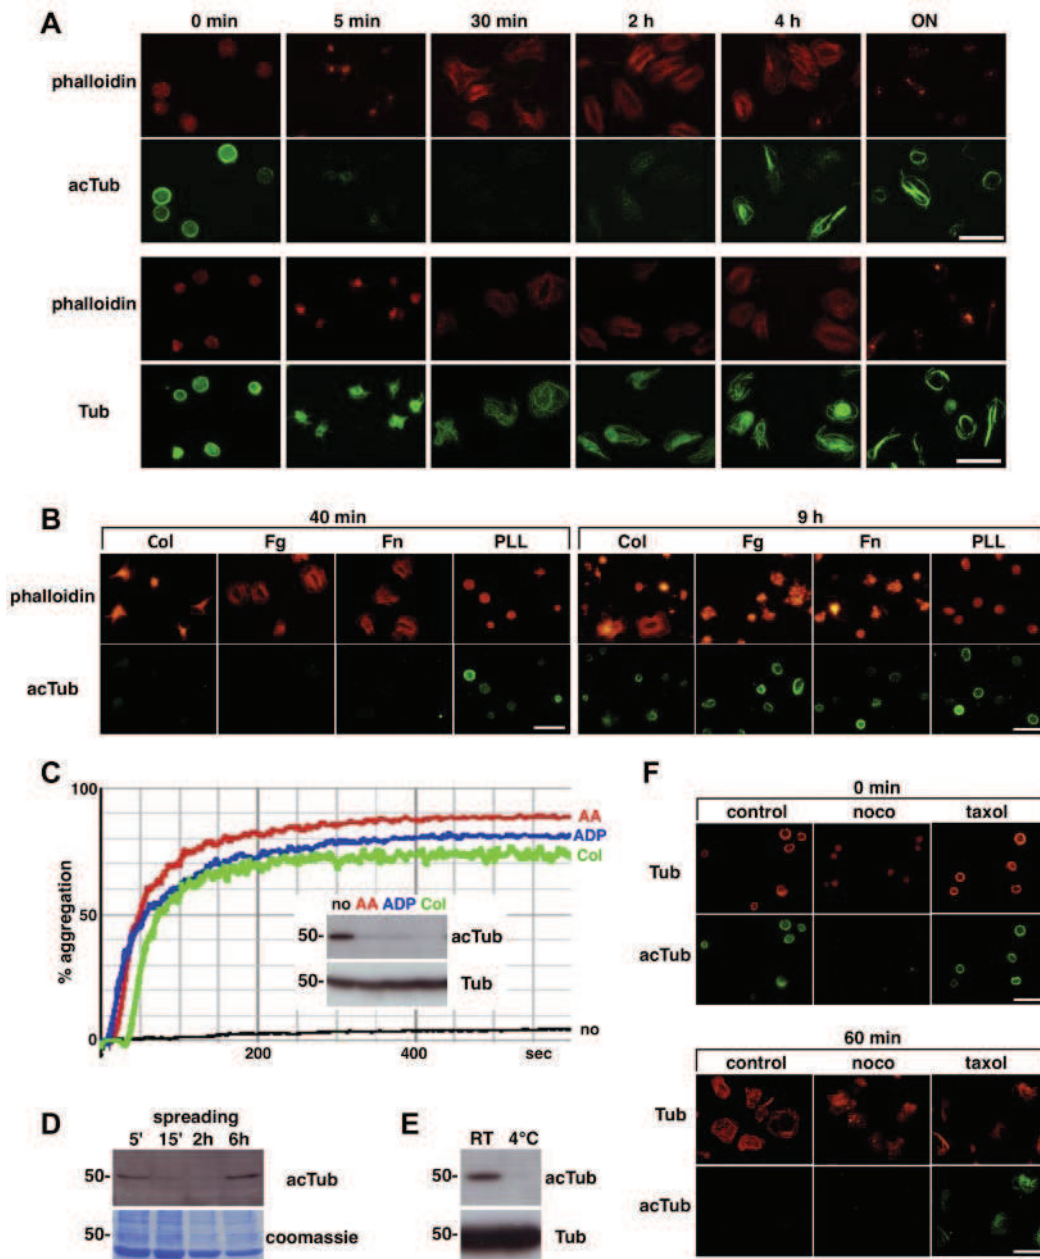 A
0 min 5 min 30 min 2 h 4 h ON
phalloidin
acTub
phalloidin
Tub
B
40 min 9 h
Col Fg Fn PLL Col Fg Fn PLL
phalloidin
acTub
C
100
AA
ADP
Col
% aggregation
50
no AA ADP Col
50- acTub
50- Tub
no
0
200 400 sec
D
spreading
5' 15' 2h 6h
50- acTub
50- coomassie
E
RT 4°C
50- acTub
50- Tub
F
0 min
control noco taxol
Tub
acTub
60 min
control noco taxol
Tub
acTub